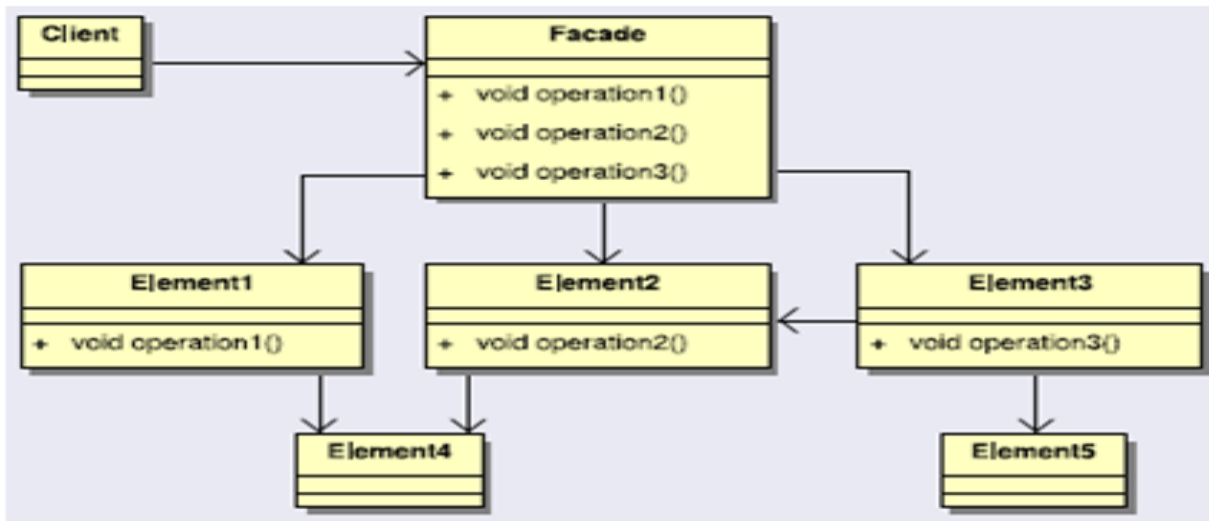 Client
Facade
+ void operation1()
+ void operation2()
+ void operation3()
Element1
+ void operation1()
Element2
+ void operation2()
Element3
+ void operation3()
Element4
Element5